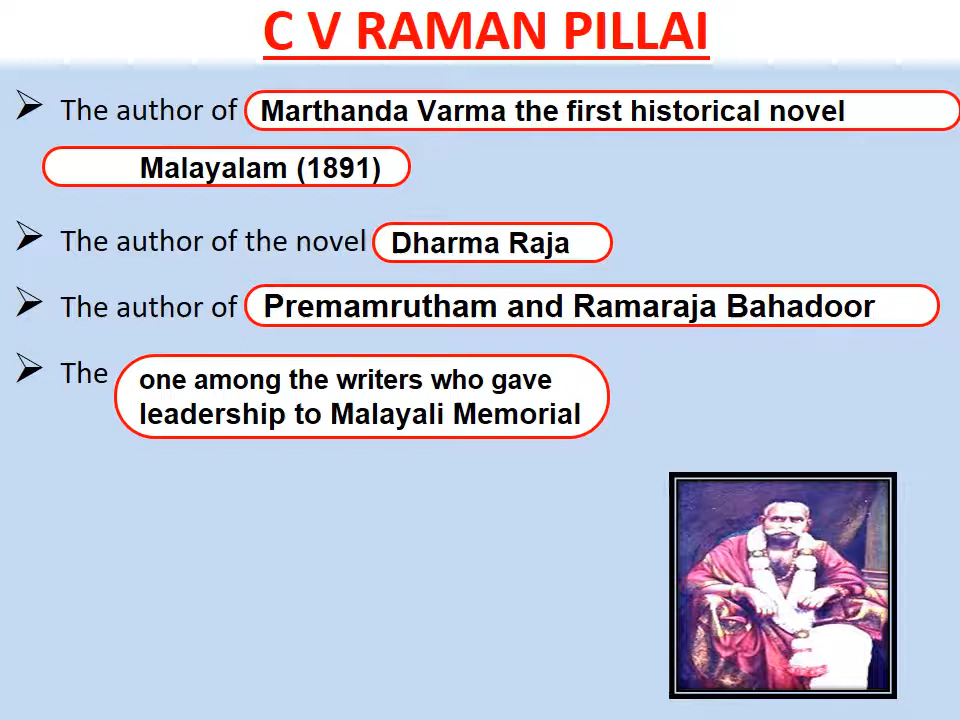 C V RAMAN PILLAI
The author of Marthanda Varma the first historical novel
Malayalam (1891)
The author of the novel Dharma Raja
The author of Premamrutham and Ramaraja Bahadoor
The one among the writers who gave
leadership to Malayali Memorial